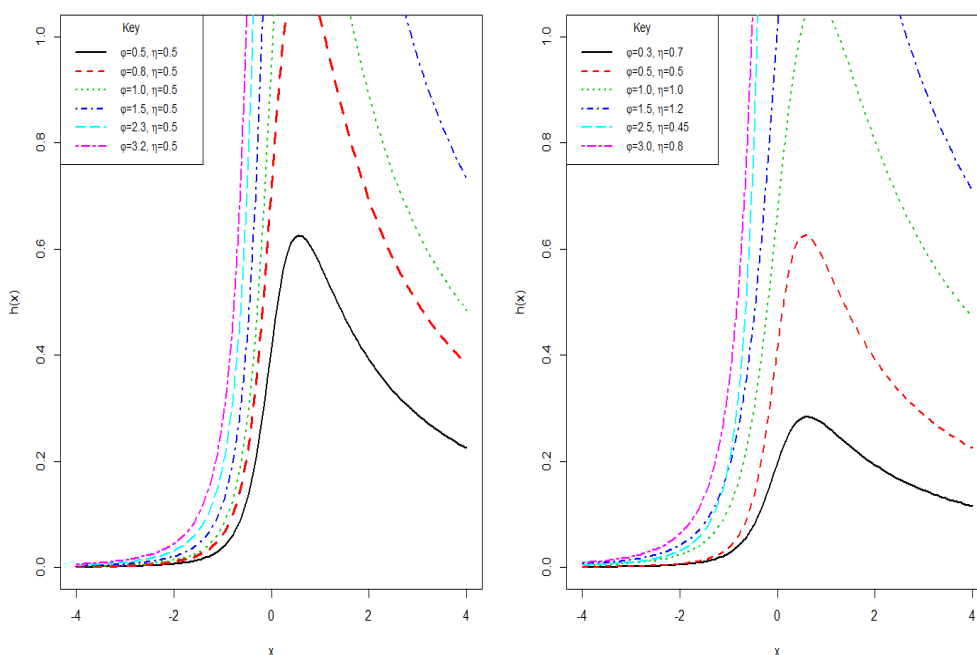 Key
φ=0.5, η=0.5
φ=0.8, η=0.5
φ=1.0, η=0.5
φ=1.5, η=0.5
φ=2.3, η=0.5
φ=3.2, η=0.5
1.0
0.8
0.6
0.4
0.2
0.0
h(x)
-4 -2 0 2 4
x
Key
φ=0.3, η=0.7
φ=0.5, η=0.5
φ=1.0, η=1.0
φ=1.5, η=1.2
φ=2.5, η=0.45
φ=3.0, η=0.8
1.0
0.8
0.6
0.4
0.2
0.0
h(x)
-4 -2 0 2 4
x